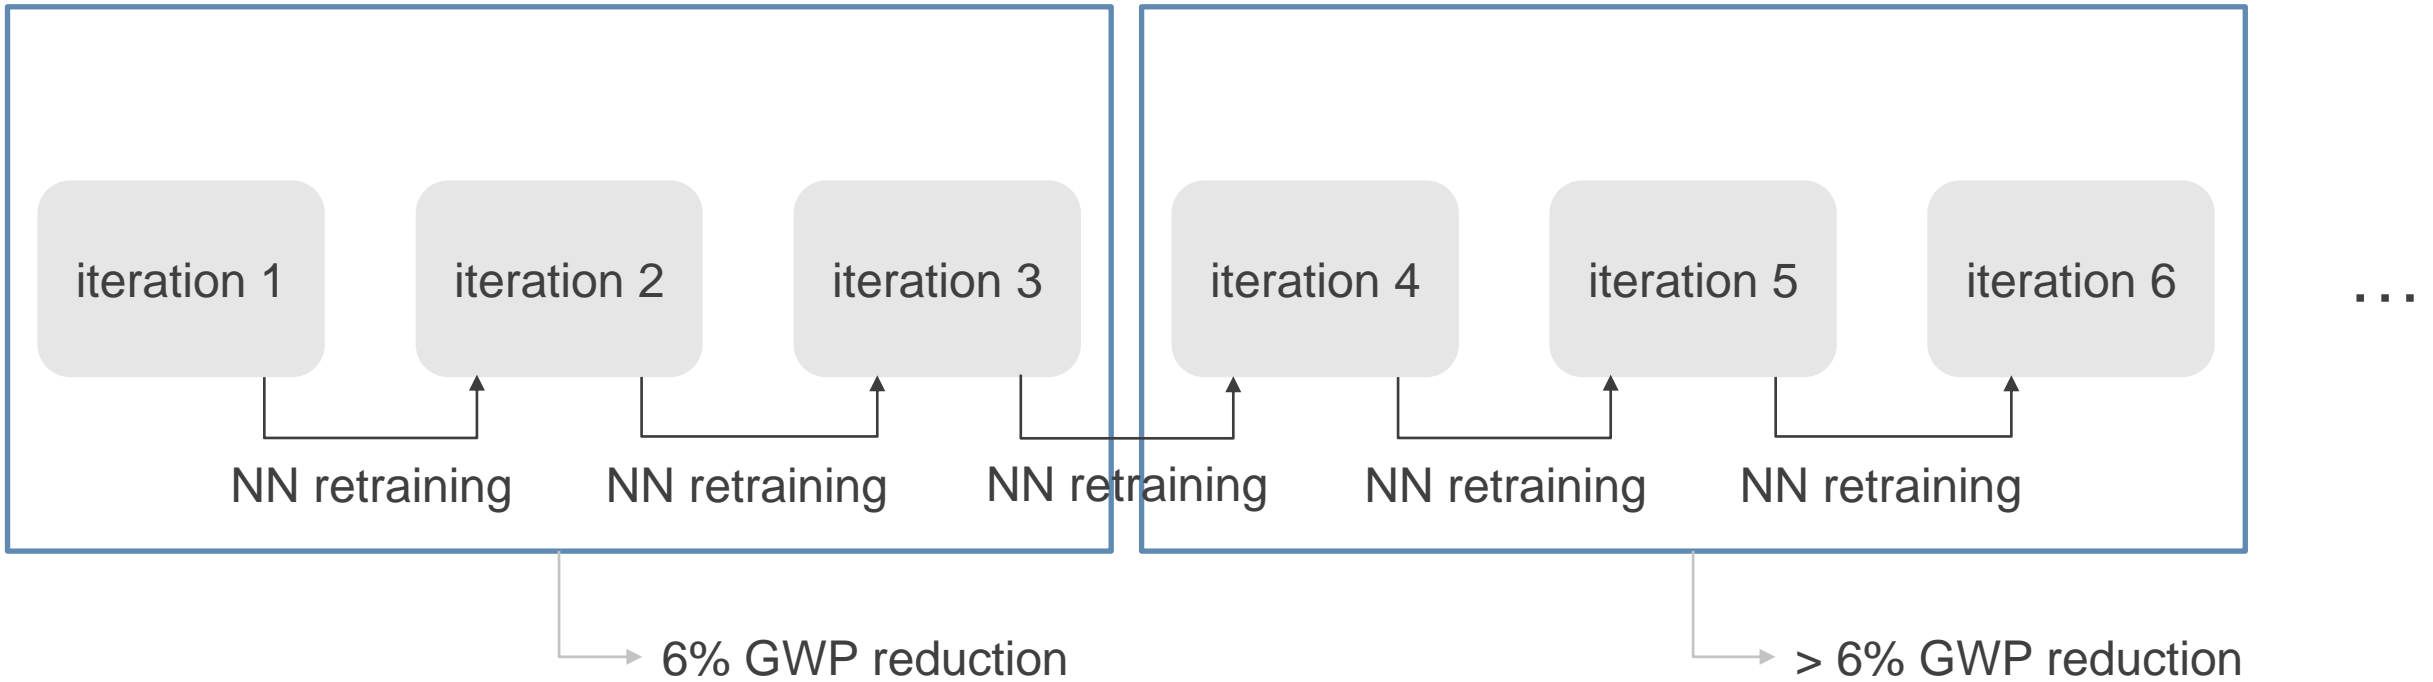 iteration 1
iteration 2
iteration 3
iteration 4
iteration 5
iteration 6
…
NN retraining
NN retraining
NN retraining
NN retraining
NN retraining
6% GWP reduction
> 6% GWP reduction